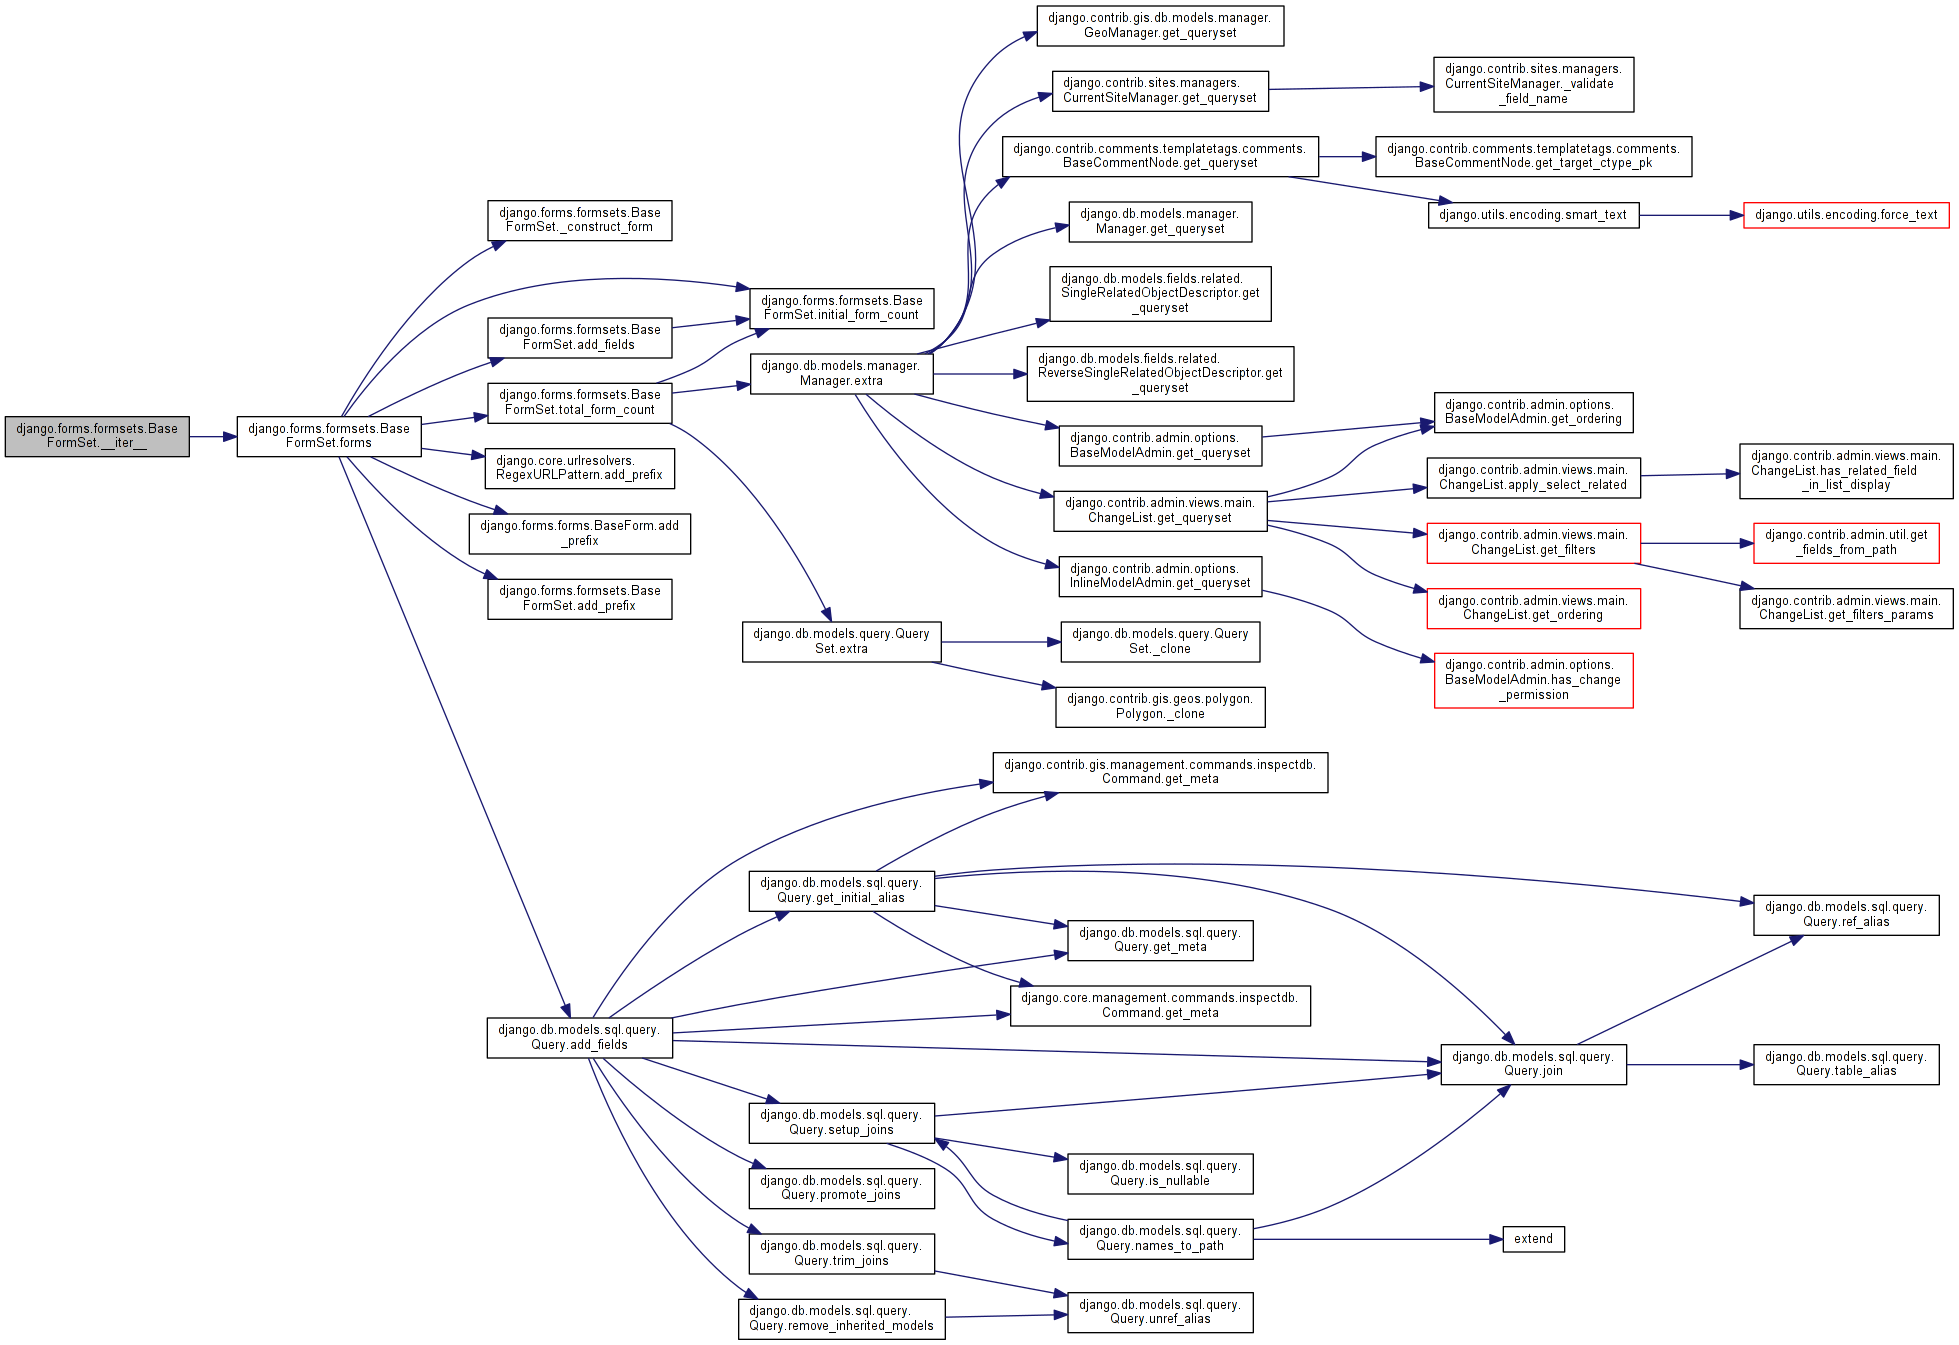 django.forms.formsets.Base
FormSet.__iter__
django.forms.formsets.Base
FormSet.forms
django.forms.formsets.Base
FormSet._construct_form
django.forms.formsets.Base
FormSet.add_fields
django.forms.formsets.Base
FormSet.total_form_count
django.core.urlresolvers.
RegexURLPattern.add_prefix
django.forms.forms.BaseForm.add
_prefix
django.forms.formsets.Base
FormSet.add_prefix
django.db.models.sql.query.
Query.add_fields
django.forms.formsets.Base
FormSet.initial_form_count
django.db.models.manager.
Manager.extra
django.db.models.query.Query
Set.extra
django.db.models.sql.query.
Query.get_initial_alias
django.db.models.sql.query.
Query.setup_joins
django.db.models.sql.query.
Query.promote_joins
django.db.models.sql.query.
Query.trim_joins
django.db.models.sql.query.
Query.remove_inherited_models
django.contrib.gis.db.models.manager.
GeoManager.get_queryset
django.contrib.sites.managers.
CurrentSiteManager.get_queryset
django.contrib.comments.templatetags.comments.
BaseCommentNode.get_queryset
django.db.models.manager.
Manager.get_queryset
django.db.models.fields.related.
SingleRelatedObjectDescriptor.get
_queryset
django.db.models.fields.related.
ReverseSingleRelatedObjectDescriptor.get
_queryset
django.contrib.admin.options.
BaseModelAdmin.get_queryset
django.contrib.admin.views.main.
ChangeList.get_queryset
django.contrib.admin.options.
InlineModelAdmin.get_queryset
django.db.models.query.Query
Set._clone
django.contrib.gis.geos.polygon.
Polygon._clone
django.contrib.gis.management.commands.inspectdb.
Command.get_meta
django.db.models.sql.query.
Query.get_meta
django.core.management.commands.inspectdb.
Command.get_meta
django.db.models.sql.query.
Query.is_nullable
django.db.models.sql.query.
Query.names_to_path
django.db.models.sql.query.
Query.unref_alias
django.contrib.sites.managers.
CurrentSiteManager._validate
_field_name
django.contrib.comments.templatetags.comments.
BaseCommentNode.get_target_ctype_pk
django.utils.encoding.smart_text
django.contrib.admin.options.
BaseModelAdmin.get_ordering
django.contrib.admin.views.main.
ChangeList.apply_select_related
django.contrib.admin.views.main.
ChangeList.get_filters
django.contrib.admin.views.main.
ChangeList.get_ordering
django.contrib.admin.options.
BaseModelAdmin.has_change
_permission
django.db.models.sql.query.
Query.join
extend
django.utils.encoding.force_text
django.contrib.admin.views.main.
ChangeList.has_related_field
_in_list_display
django.contrib.admin.util.get
_fields_from_path
django.contrib.admin.views.main.
ChangeList.get_filters_params
django.db.models.sql.query.
Query.ref_alias
django.db.models.sql.query.
Query.table_alias